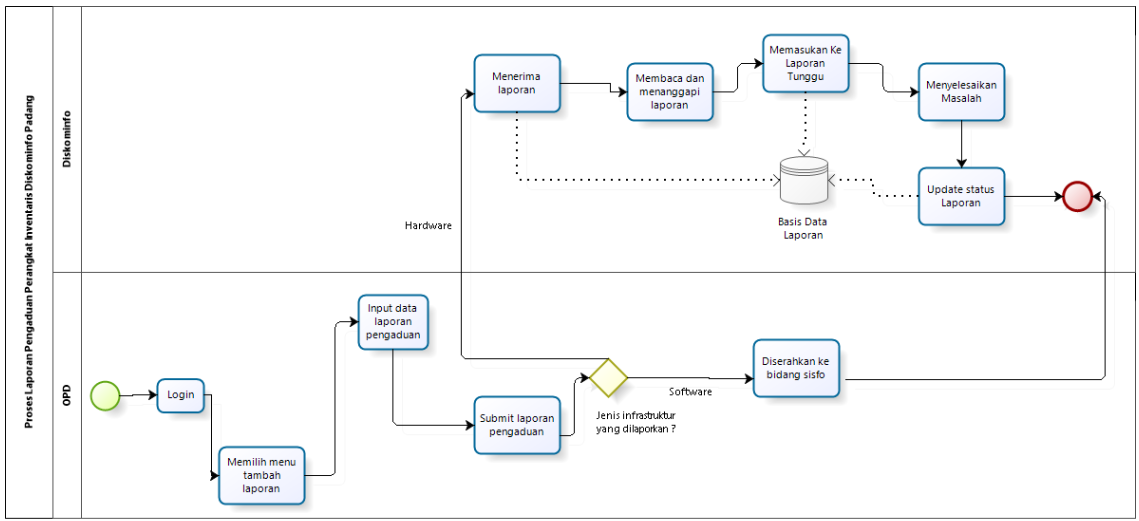 Proses Laporan Pengaduan Perangkat Inventaris Diskominfo Padang
Diskominfo
Menerima
laporan
Membaca dan
menanggapi
laporan
Memasukan Ke
Laporan
Tunggu
Menyelesaikan
Masalah
Update status
Laporan
Basis Data
Laporan
Hardware
OPD
Login
Memilih menu
tambah
laporan
Input data
laporan
pengaduan
Submit laporan
pengaduan
Jenis infrastruktur
yang dilaporkan ?
Software
Diserahkan ke
bidang sisfo